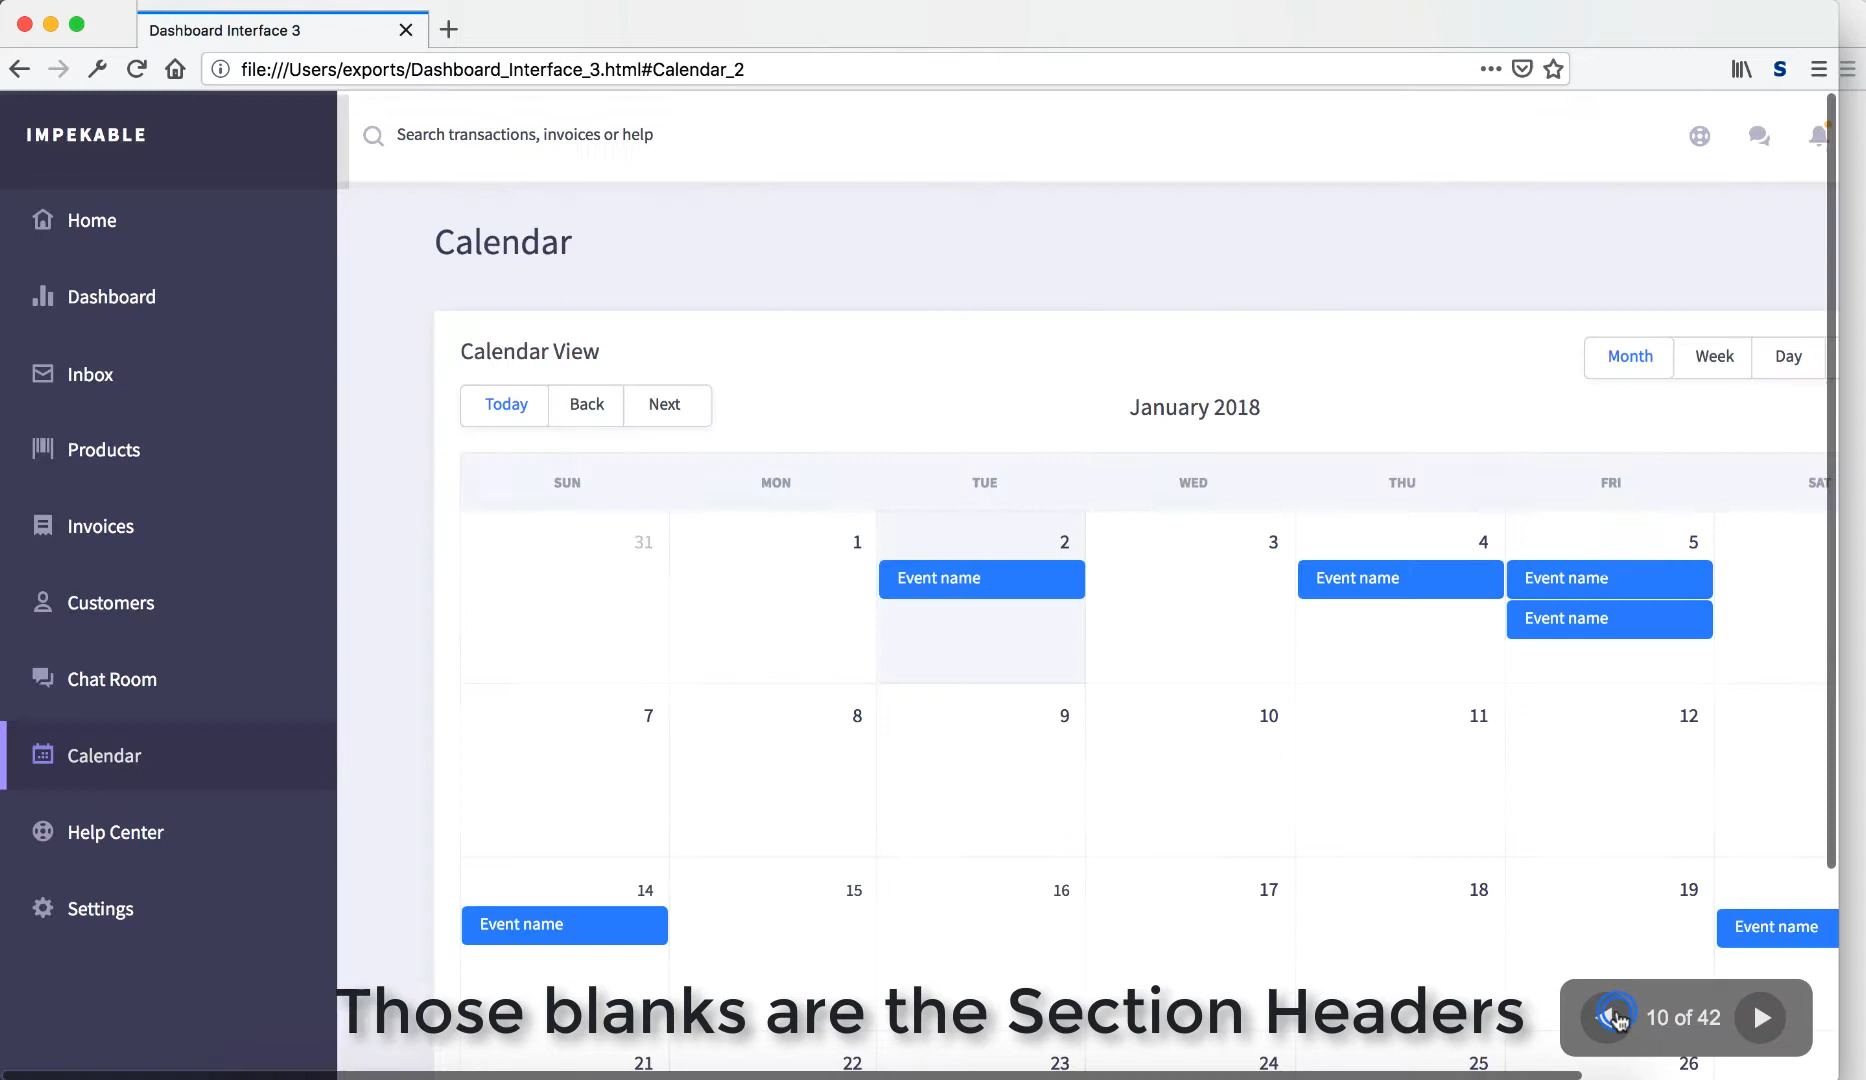 Dashboard Interface 3
file:///Users/exports/Dashboard_Interface_3.html#Calendar_2
S
IMPEKABLE
Search transactions, invoices or help
Home
Dashboard
Inbox
Products
Invoices
Customers
Chat Room
Calendar
Help Center
Settings
Calendar
Calendar View
Month Week Day
Today Back Next
January 2018
SUN MON TUE WED THU FRI SAT
31 1 2 3 4 5
Event name Event name Event name
Event name
7 8 9 10 11 12
14 15 16 17 18 19
Event name Event name
Those blanks are the Section Headers
10 of 42
21 22 23 24 25 26